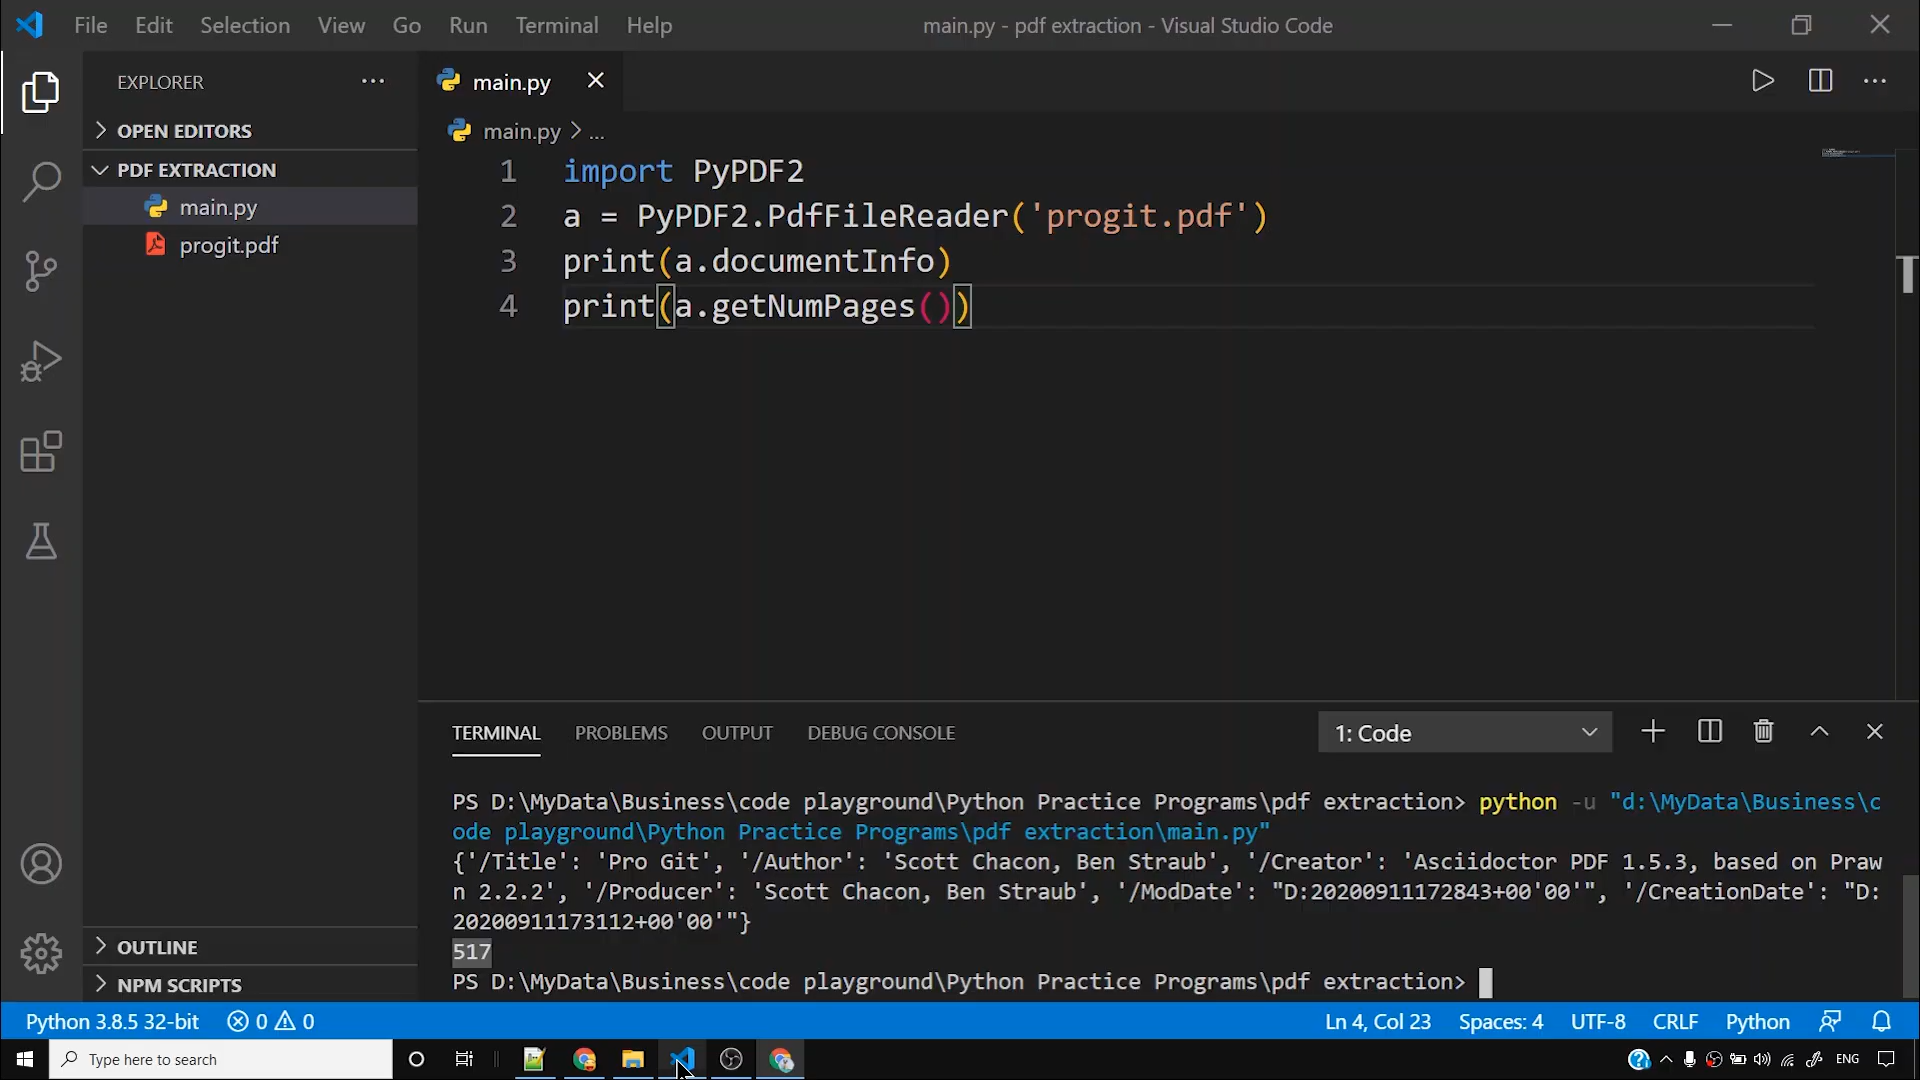 File Edit Selection View Go Run Terminal Help
main.py - pdf extraction - Visual Studio Code
EXPLORER
OPEN EDITORS
PDF EXTRACTION
main.py
progit.pdf
OUTLINE
NPM SCRIPTS
main.py
main.py > ...
1 import PyPDF2
2 a = PyPDF2.PdfFileReader('progit.pdf')
3 print(a.documentInfo)
4 print(a.getNumPages())
TERMINAL PROBLEMS OUTPUT DEBUG CONSOLE
1: Code
PS D:\MyData\Business\code playground\Python Practice Programs\pdf extraction> python -u "d:\MyData\Business\c
ode playground\Python Practice Programs\pdf extraction\main.py"
{'/Title': 'Pro Git', '/Author': 'Scott Chacon, Ben Straub', '/Creator': 'Asciidoctor PDF 1.5.3, based on Praw
n 2.2.2', '/Producer': 'Scott Chacon, Ben Straub', '/ModDate': "D:20200911172843+00'00'", '/CreationDate': "D:
20200911173112+00'00'"}
517
PS D:\MyData\Business\code playground\Python Practice Programs\pdf extraction>
Python 3.8.5 32-bit 0 0 Ln 4, Col 23 Spaces: 4 UTF-8 CRLF Python
Type here to search
ENG